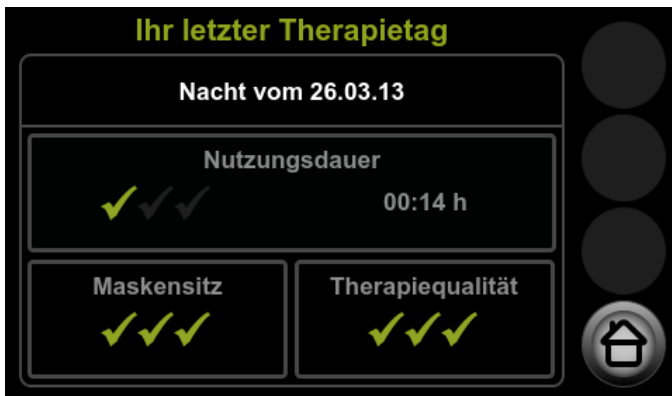 Ihr letzter Therapietag
Nacht vom 26.03.13
Nutzungsdauer
00:14 h
Maskensitz
Therapiequalität